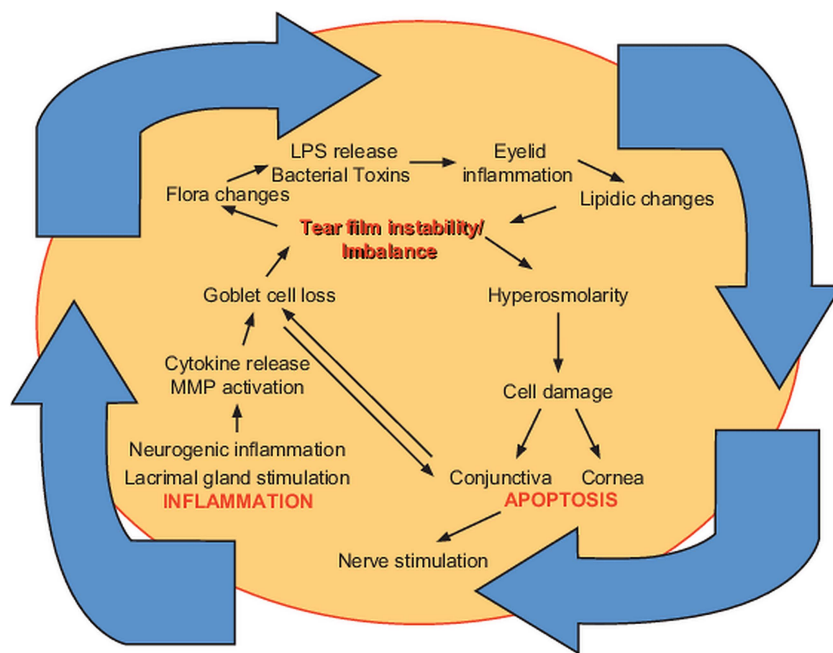 LPS release
Bacterial Toxins
Eyelid
inflammation
Flora changes
Lipidic changes
Tear film instability/
Imbalance
Goblet cell loss
Hyperosmolarity
Cytokine release
MMP activation
Cell damage
Neurogenic inflammation
Lacrimal gland stimulation
INFLAMMATION
Conjunctiva
Cornea
APOPTOSIS
Nerve stimulation